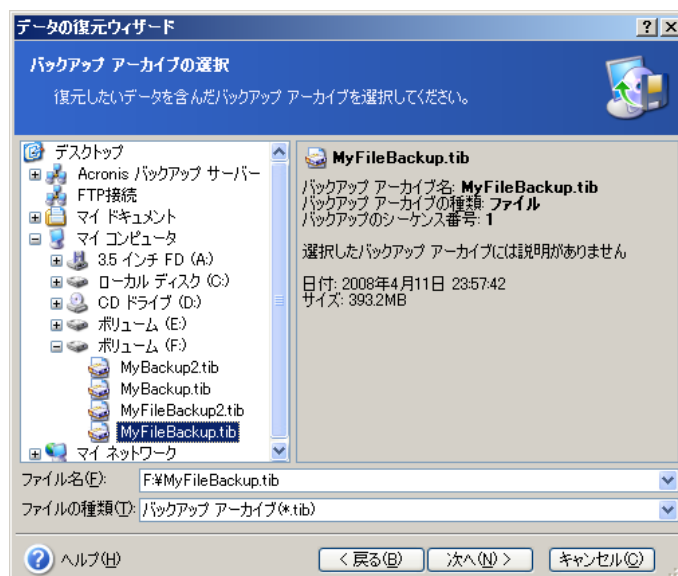 データの復元ウィザード
バックアップ アーカイブの選択
復元したいデータを含んだバックアップ アーカイブを選択してください。
デスクトップ
Acronis バックアップ サーバー
FTP接続
マイ ドキュメント
マイ コンピュータ
3.5 インチ FD (A:)
ローカル ディスク (C:)
CD ドライブ (D:)
ボリューム (E:)
ボリューム (F:)
MyBackup2.tib
MyBackup.tib
MyFileBackup2.tib
MyFileBackup.tib
マイ ネットワーク
MyFileBackup.tib
バックアップ アーカイブ名: MyFileBackup.tib
バックアップ アーカイブの種類: ファイル
バックアップのシーケンス番号: 1
選択したバックアップ アーカイブには説明がありません
日付: 2008年4月11日 23:57:42
サイズ: 393.2MB
ファイル名(F): F:¥MyFileBackup.tib
ファイルの種類(T): バックアップ アーカイブ(*.tib)
ヘルプ(H) < 戻る(B) 次へ(N) > キャンセル(C)